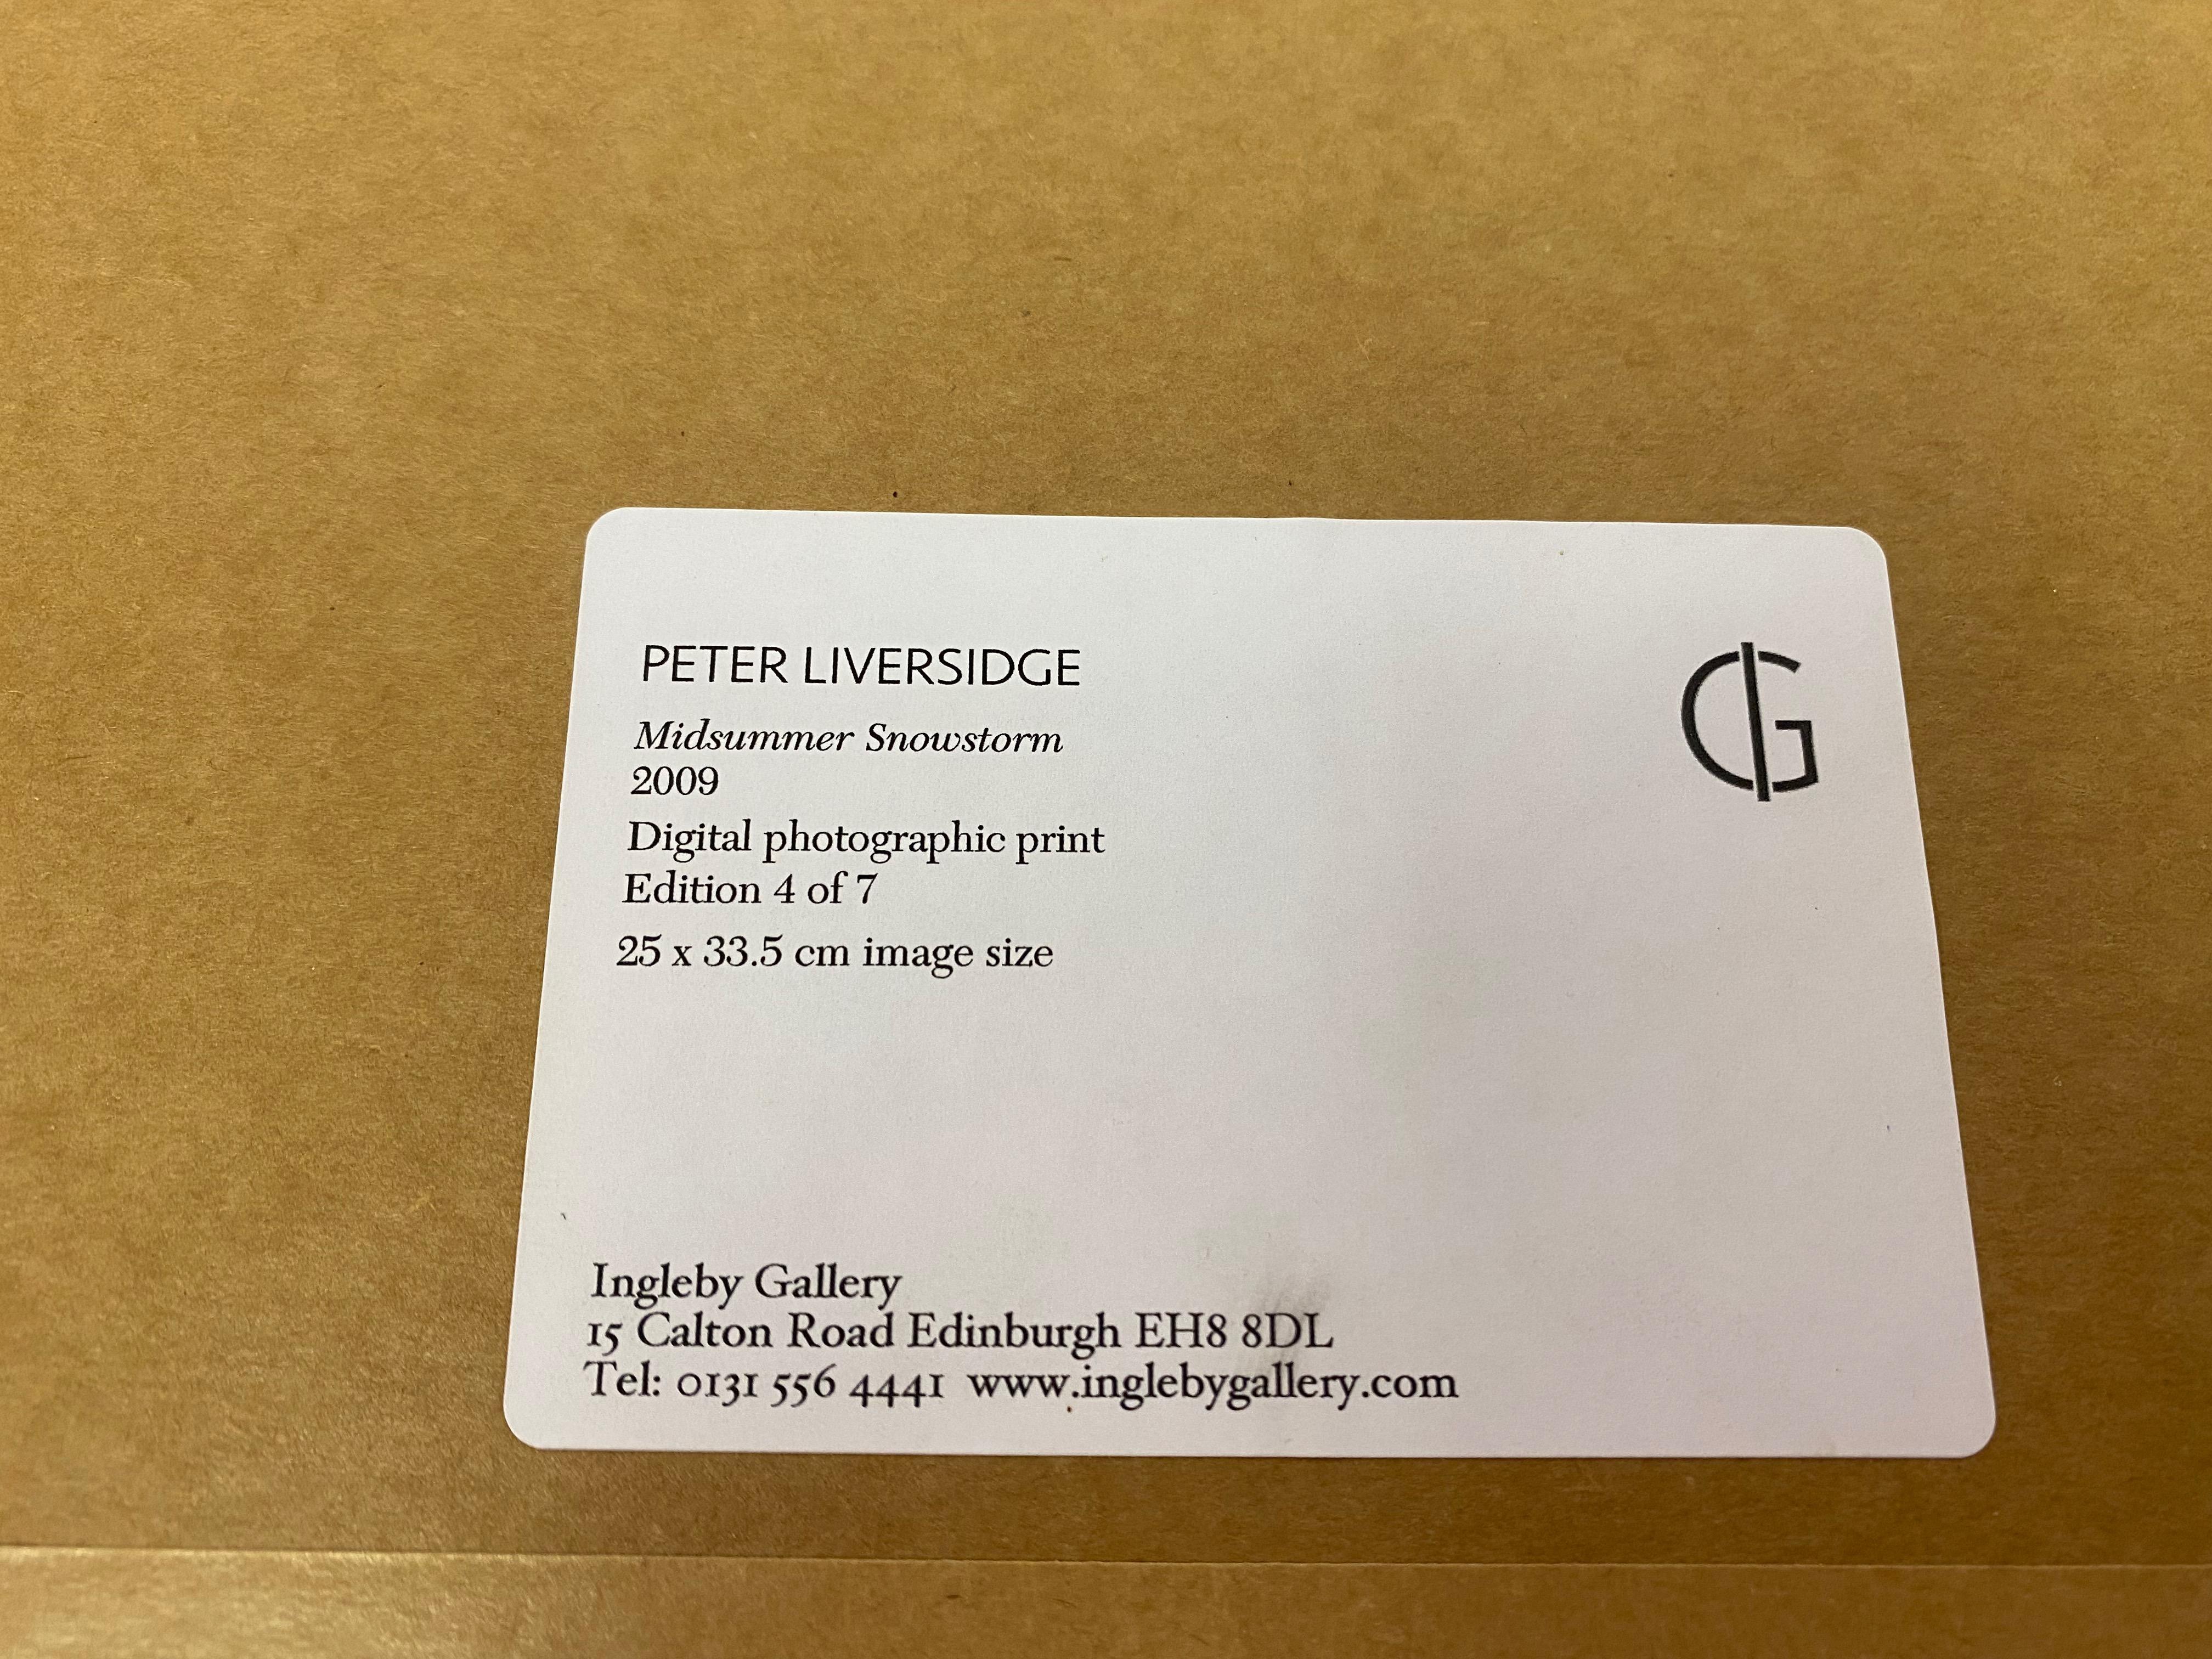 PETER LIVERSIDGE
Midsummer Snowstorm
2009
Digital photographic print
Edition 4 of 7
25 x 33.5 cm image size
IG
Ingleby Gallery
15 Calton Road Edinburgh EH8 8DL
Tel: 0131 556 4441 www.inglebygallery.com